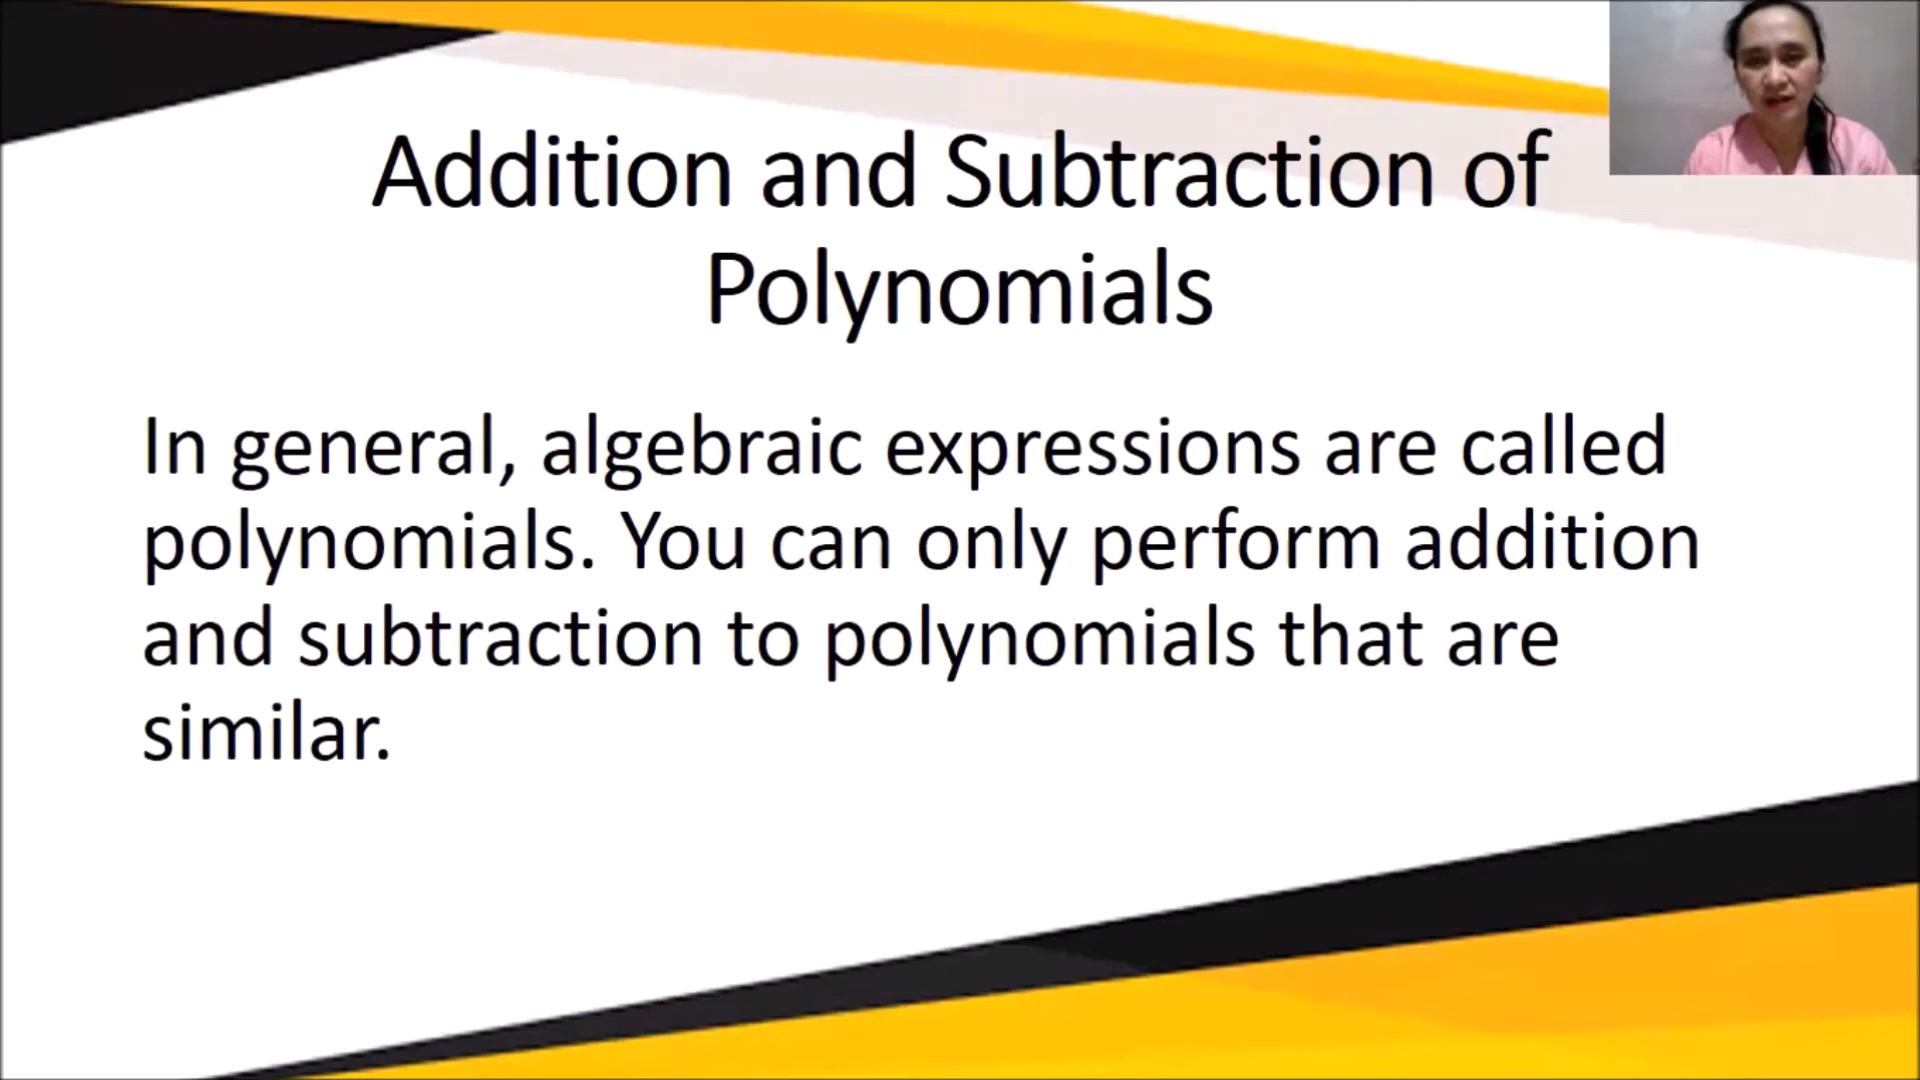 Addition and Subtraction of
Polynomials
In general, algebraic expressions are called
polynomials. You can only perform addition
and subtraction to polynomials that are
similar.